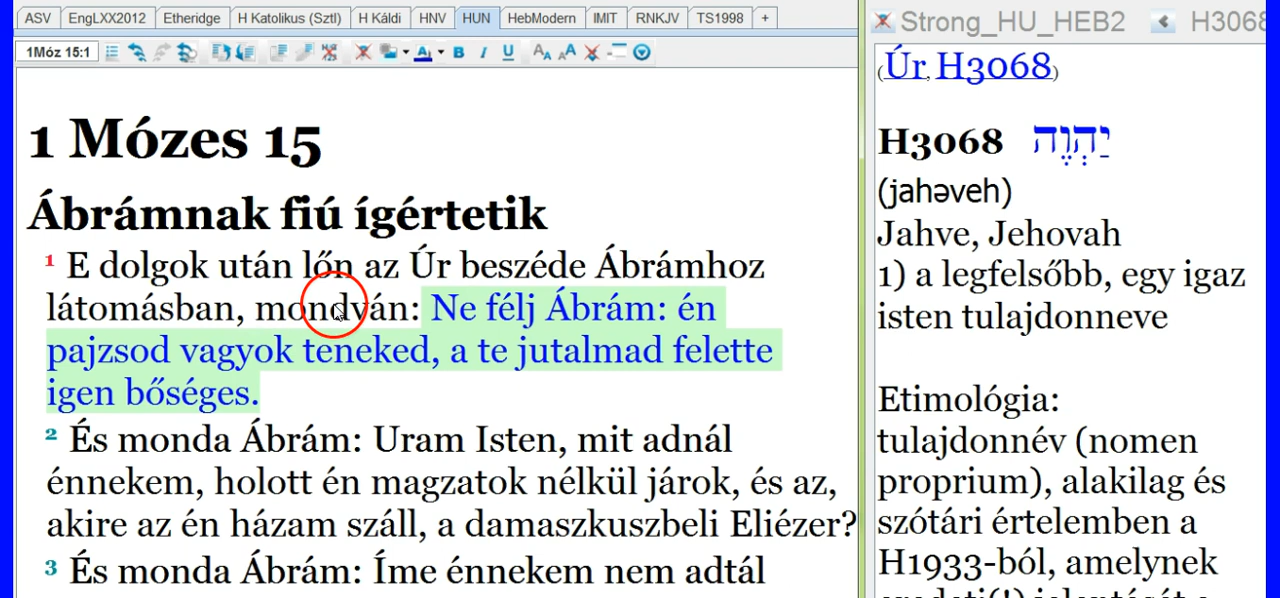 ASV EngLXX2012 Etheridge H Katolikus (Sztl) H Káldi HNV HUN HebModern IMIT RNKJV TS1998 +
1Móz 15:1
1 Mózes 15
Ábrámnak fiú ígértetik
1 E dolgok után lőn az Úr beszéde Ábrámhoz
látomásban, mondván: Ne félj Ábrám: én
pajzsod vagyok teneked, a te jutalmad felette
igen bőséges.
2 És monda Ábrám: Uram Isten, mit adnál
énnekem, holott én magzatok nélkül járok, és az,
akire az én házam száll, a damaszkuszbeli Eliézer?
3 És monda Ábrám: Íme énnekem nem adtál
Strong_HU_HEB2 H3068
(Úr, H3068)
H3068 יַהְוֶה
(jahəveh)
Jahve, Jehovah
1) a legfelsőbb, egy igaz
isten tulajdonneve
Etimológia:
tulajdonnév (nomen
proprium), alakilag és
szótári értelemben a
H1933-ból, amelynek